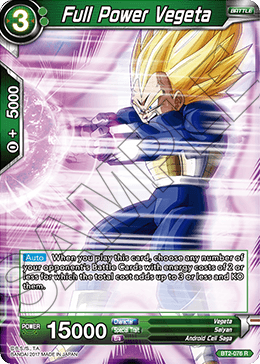 3
Full Power Vegeta
BATTLE
0 + 5000
SAMPLE
Auto When you play this card, choose any number of
your opponent's Battle Cards with energy costs of 2 or
less for which the total cost adds up to 3 or less and KO
them.
POWER
15000
Character Vegeta
Special Trait Saiyan
Era Android Cell Saga
BANDAI 2017 MADE IN JAPAN
BT2-076 R